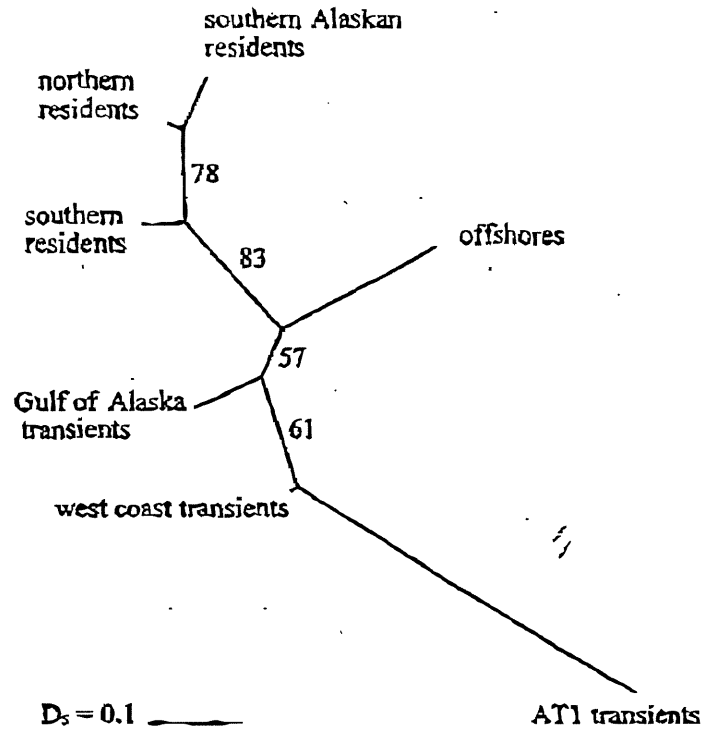 southern Alaskan
residents
northern
residents
78
southern
residents
83
offshores
57
Gulf of Alaska
transients
61
west coast transients
Ds = 0.1
AT1 transients